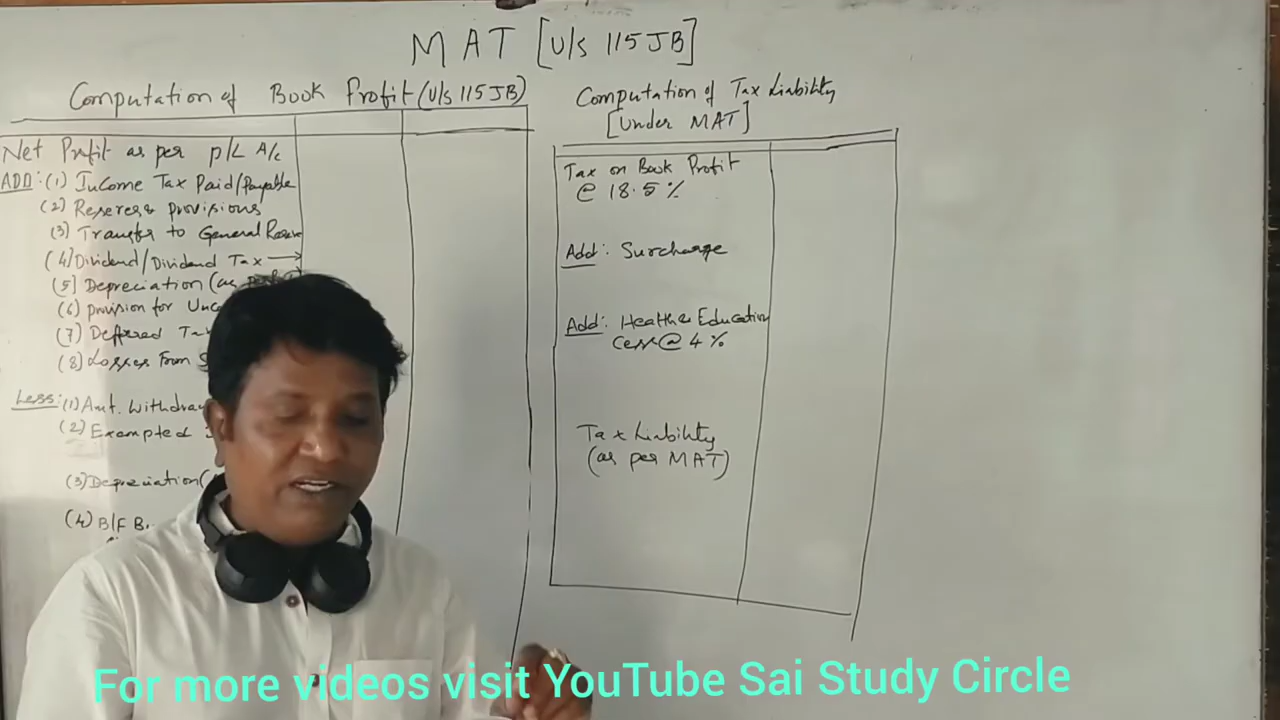 MAT [U/s 115JB]
Computation of Book Profit (U/s 115JB)
Net Profit as per P/L A/c
ADD: (1) Income Tax Paid/Payable
(2) Reseres & provisions
(3) Transfer to General Reserve
(4) Dividend/Dividend Tax →
(5) Depreciation (as
(6) provision for
(7) Deffered
(8) Losses From
Less: (1) Amt.
(2) Exampted
(3) Depreciation (
(4) B/F
Computation of Tax Liability
[Under MAT]
Tax on Book Profit
@ 18.5 %
Add: Surcharge
Add: Health & Education
Cess @ 4 %
Tax Liability
(as per MAT)
For more videos visit YouTube Sai Study Circle